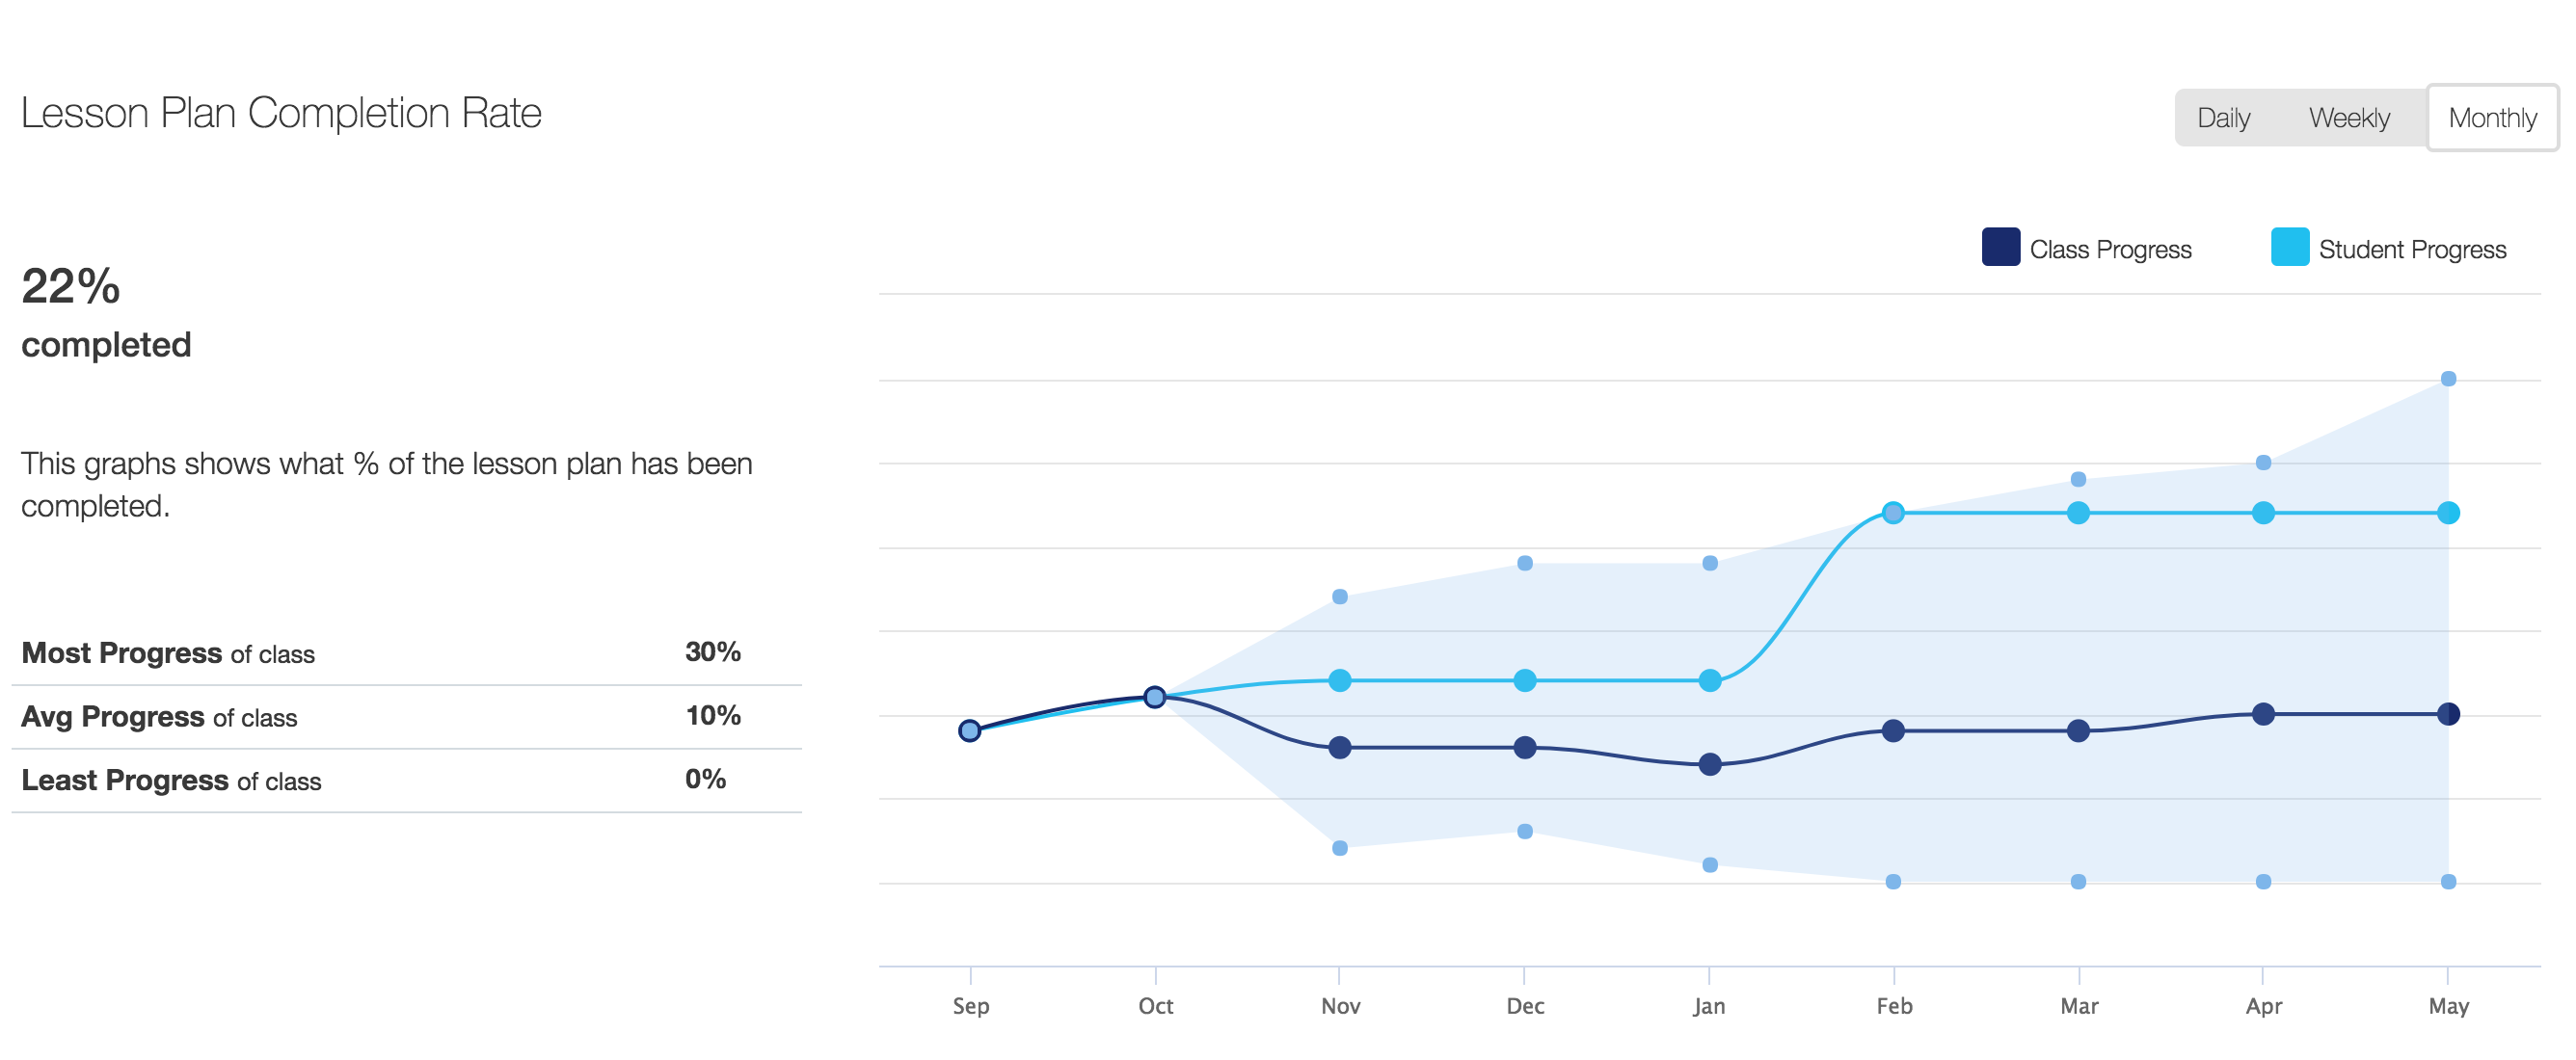 Lesson Plan Completion Rate
Daily Weekly Monthly
Class Progress Student Progress
22%
completed
This graphs shows what % of the lesson plan has been
completed.
Most Progress of class 30%
Avg Progress of class 10%
Least Progress of class 0%
Sep Oct Nov Dec Jan Feb Mar Apr May